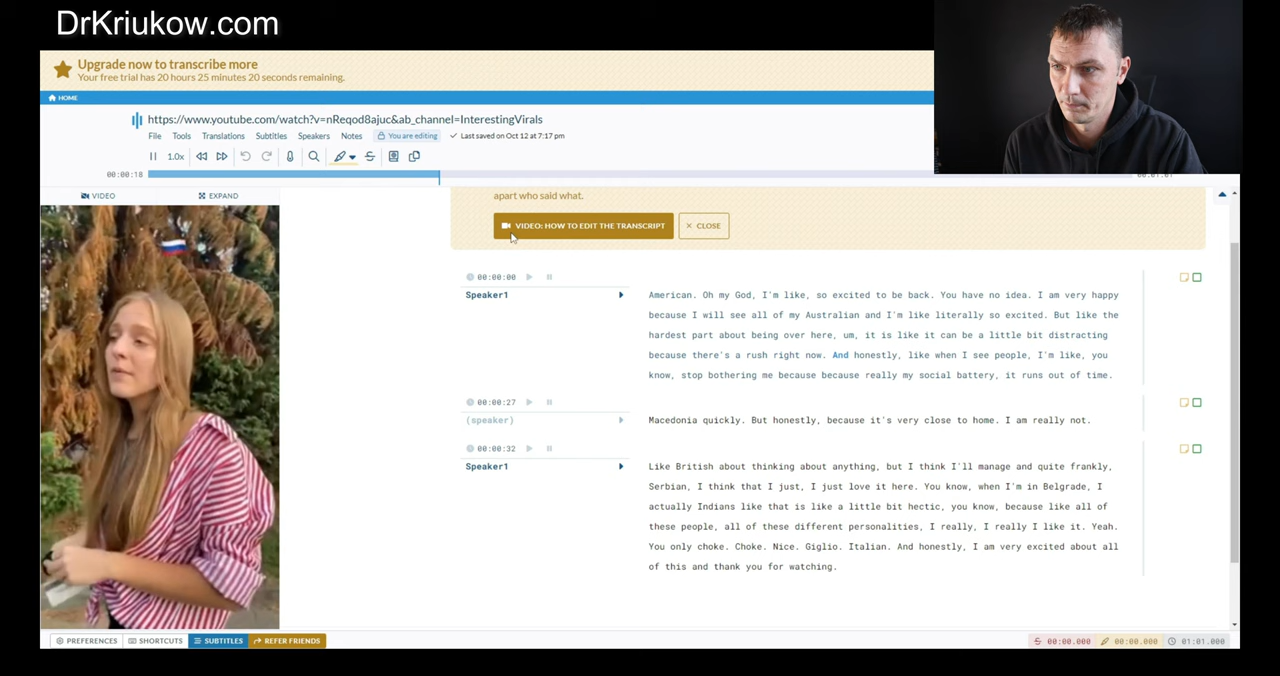 DrKriukow.com
Upgrade now to transcribe more
Your free trial has 20 hours 25 minutes 20 seconds remaining.
HOME
https://www.youtube.com/watch?v=nReqod8ajuc&ab_channel=InterestingVirals
File Tools Translations Subtitles Speakers Notes You are editing Last saved on Oct 12 at 7:17 pm
1.0x
00:00:18
VIDEO EXPAND
apart who said what.
VIDEO: HOW TO EDIT THE TRANSCRIPT CLOSE
00:00:00
Speaker1 American. Oh my God, I'm like, so excited to be back. You have no idea. I am very happy
because I will see all of my Australian and I'm like literally so excited. But like the
hardest part about being over here, um, it is like it can be a little bit distracting
because there's a rush right now. And honestly, like when I see people, I'm like, you
know, stop bothering me because because really my social battery, it runs out of time.
00:00:27
(speaker) Macedonia quickly. But honestly, because it's very close to home. I am really not.
00:00:32
Speaker1 Like British about thinking about anything, but I think I'll manage and quite frankly,
Serbian, I think that I just, I just love it here. You know, when I'm in Belgrade, I
actually Indians like that is like a little bit hectic, you know, because like all of
these people, all of these different personalities, I really, I really I like it. Yeah.
You only choke. Choke. Nice. Giglio. Italian. And honestly, I am very excited about all
of this and thank you for watching.
PREFERENCES SHORTCUTS SUBTITLES REFER FRIENDS 00:00.000 00:00.000 01:01.000